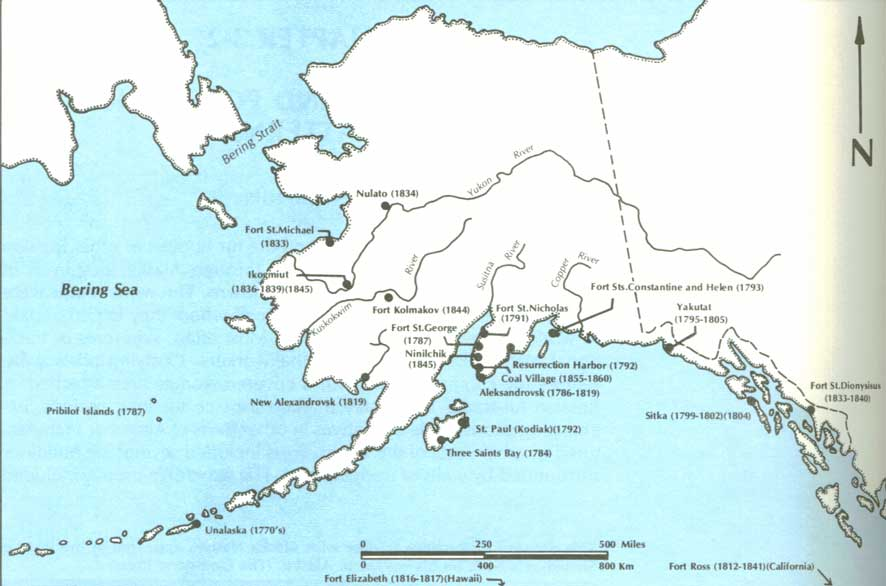 N
Bering Strait
Nulato (1834)
Yukon River
Fort St.Michael
(1833)
Ikogmiut
(1836-1839)(1845)
Bering Sea
Kuskokwim River
Fort Kolmakov (1844)
Susitna River
Copper River
Fort Sts.Constantine and Helen (1793)
Fort St.Nicholas
(1791)
Yakutat
(1795-1805)
Fort St.George
(1787)
Ninilchik
(1845)
Resurrection Harbor (1792)
Coal Village (1855-1860)
Aleksandrovsk (1786-1819)
New Alexandrovsk (1819)
Fort St.Dionysius
(1833-1840)
Pribilof Islands (1787)
Sitka (1799-1802)(1804)
St. Paul (Kodiak)(1792)
Three Saints Bay (1784)
Unalaska (1770's)
0 250 500 Miles
0 400 800 Km
Fort Ross (1812-1841)(California)
Fort Elizabeth (1816-1817)(Hawaii)